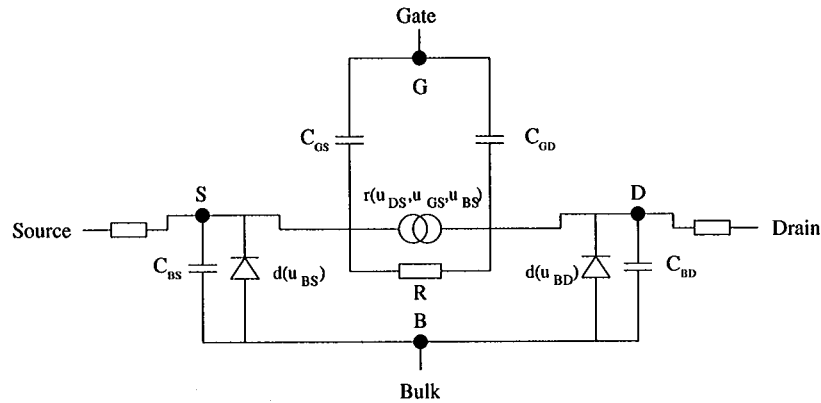 Gate
G
C_GS
C_GD
r(u_DS,u_GS,u_BS)
S
D
Source
Drain
C_BS
d(u_BS)
R
d(u_BD)
C_BD
B
Bulk